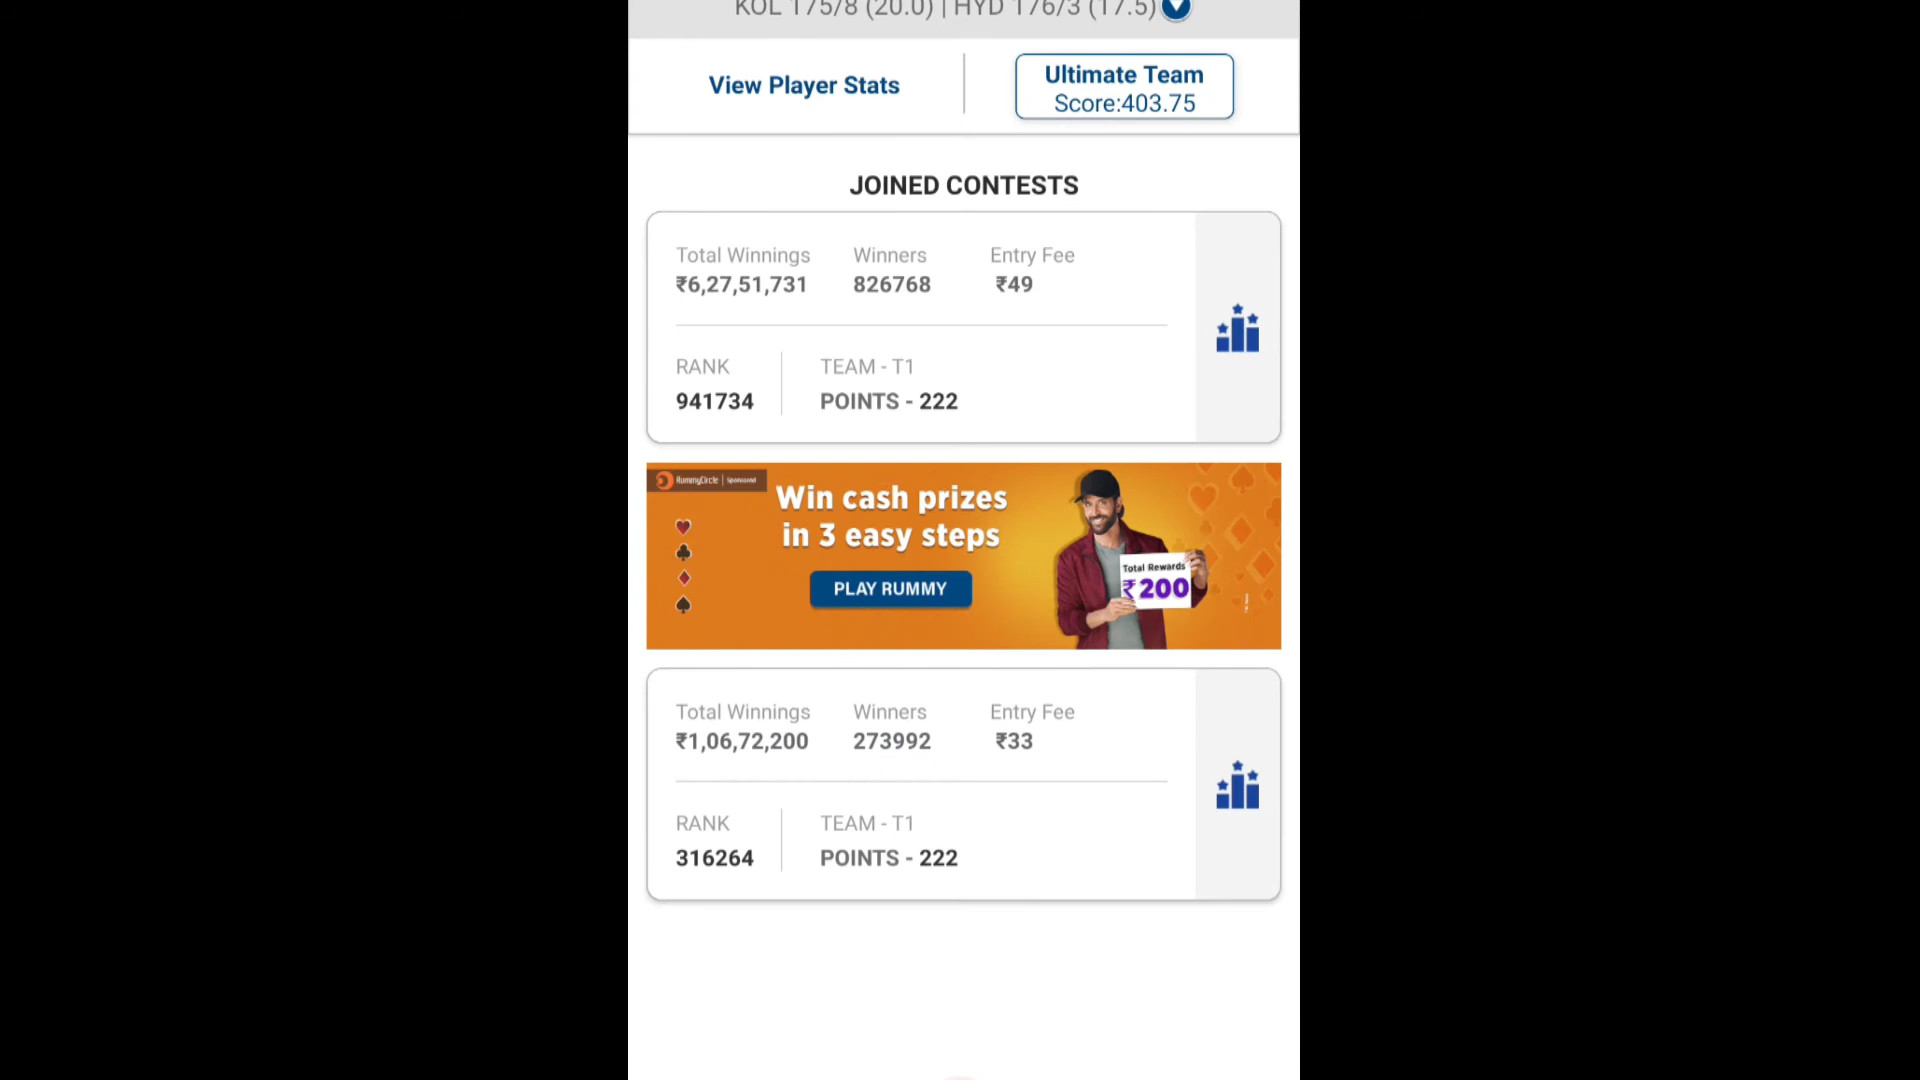 KOL 175/8 (20.0) | HYD 176/3 (17.5)
View Player Stats
Ultimate Team
Score:403.75
JOINED CONTESTS
Total Winnings Winners Entry Fee
₹6,27,51,731 826768 ₹49
RANK TEAM - T1
941734 POINTS - 222
RummyCircle | Sponsored
Win cash prizes
in 3 easy steps
PLAY RUMMY
Total Rewards
₹200
Total Winnings Winners Entry Fee
₹1,06,72,200 273992 ₹33
RANK TEAM - T1
316264 POINTS - 222